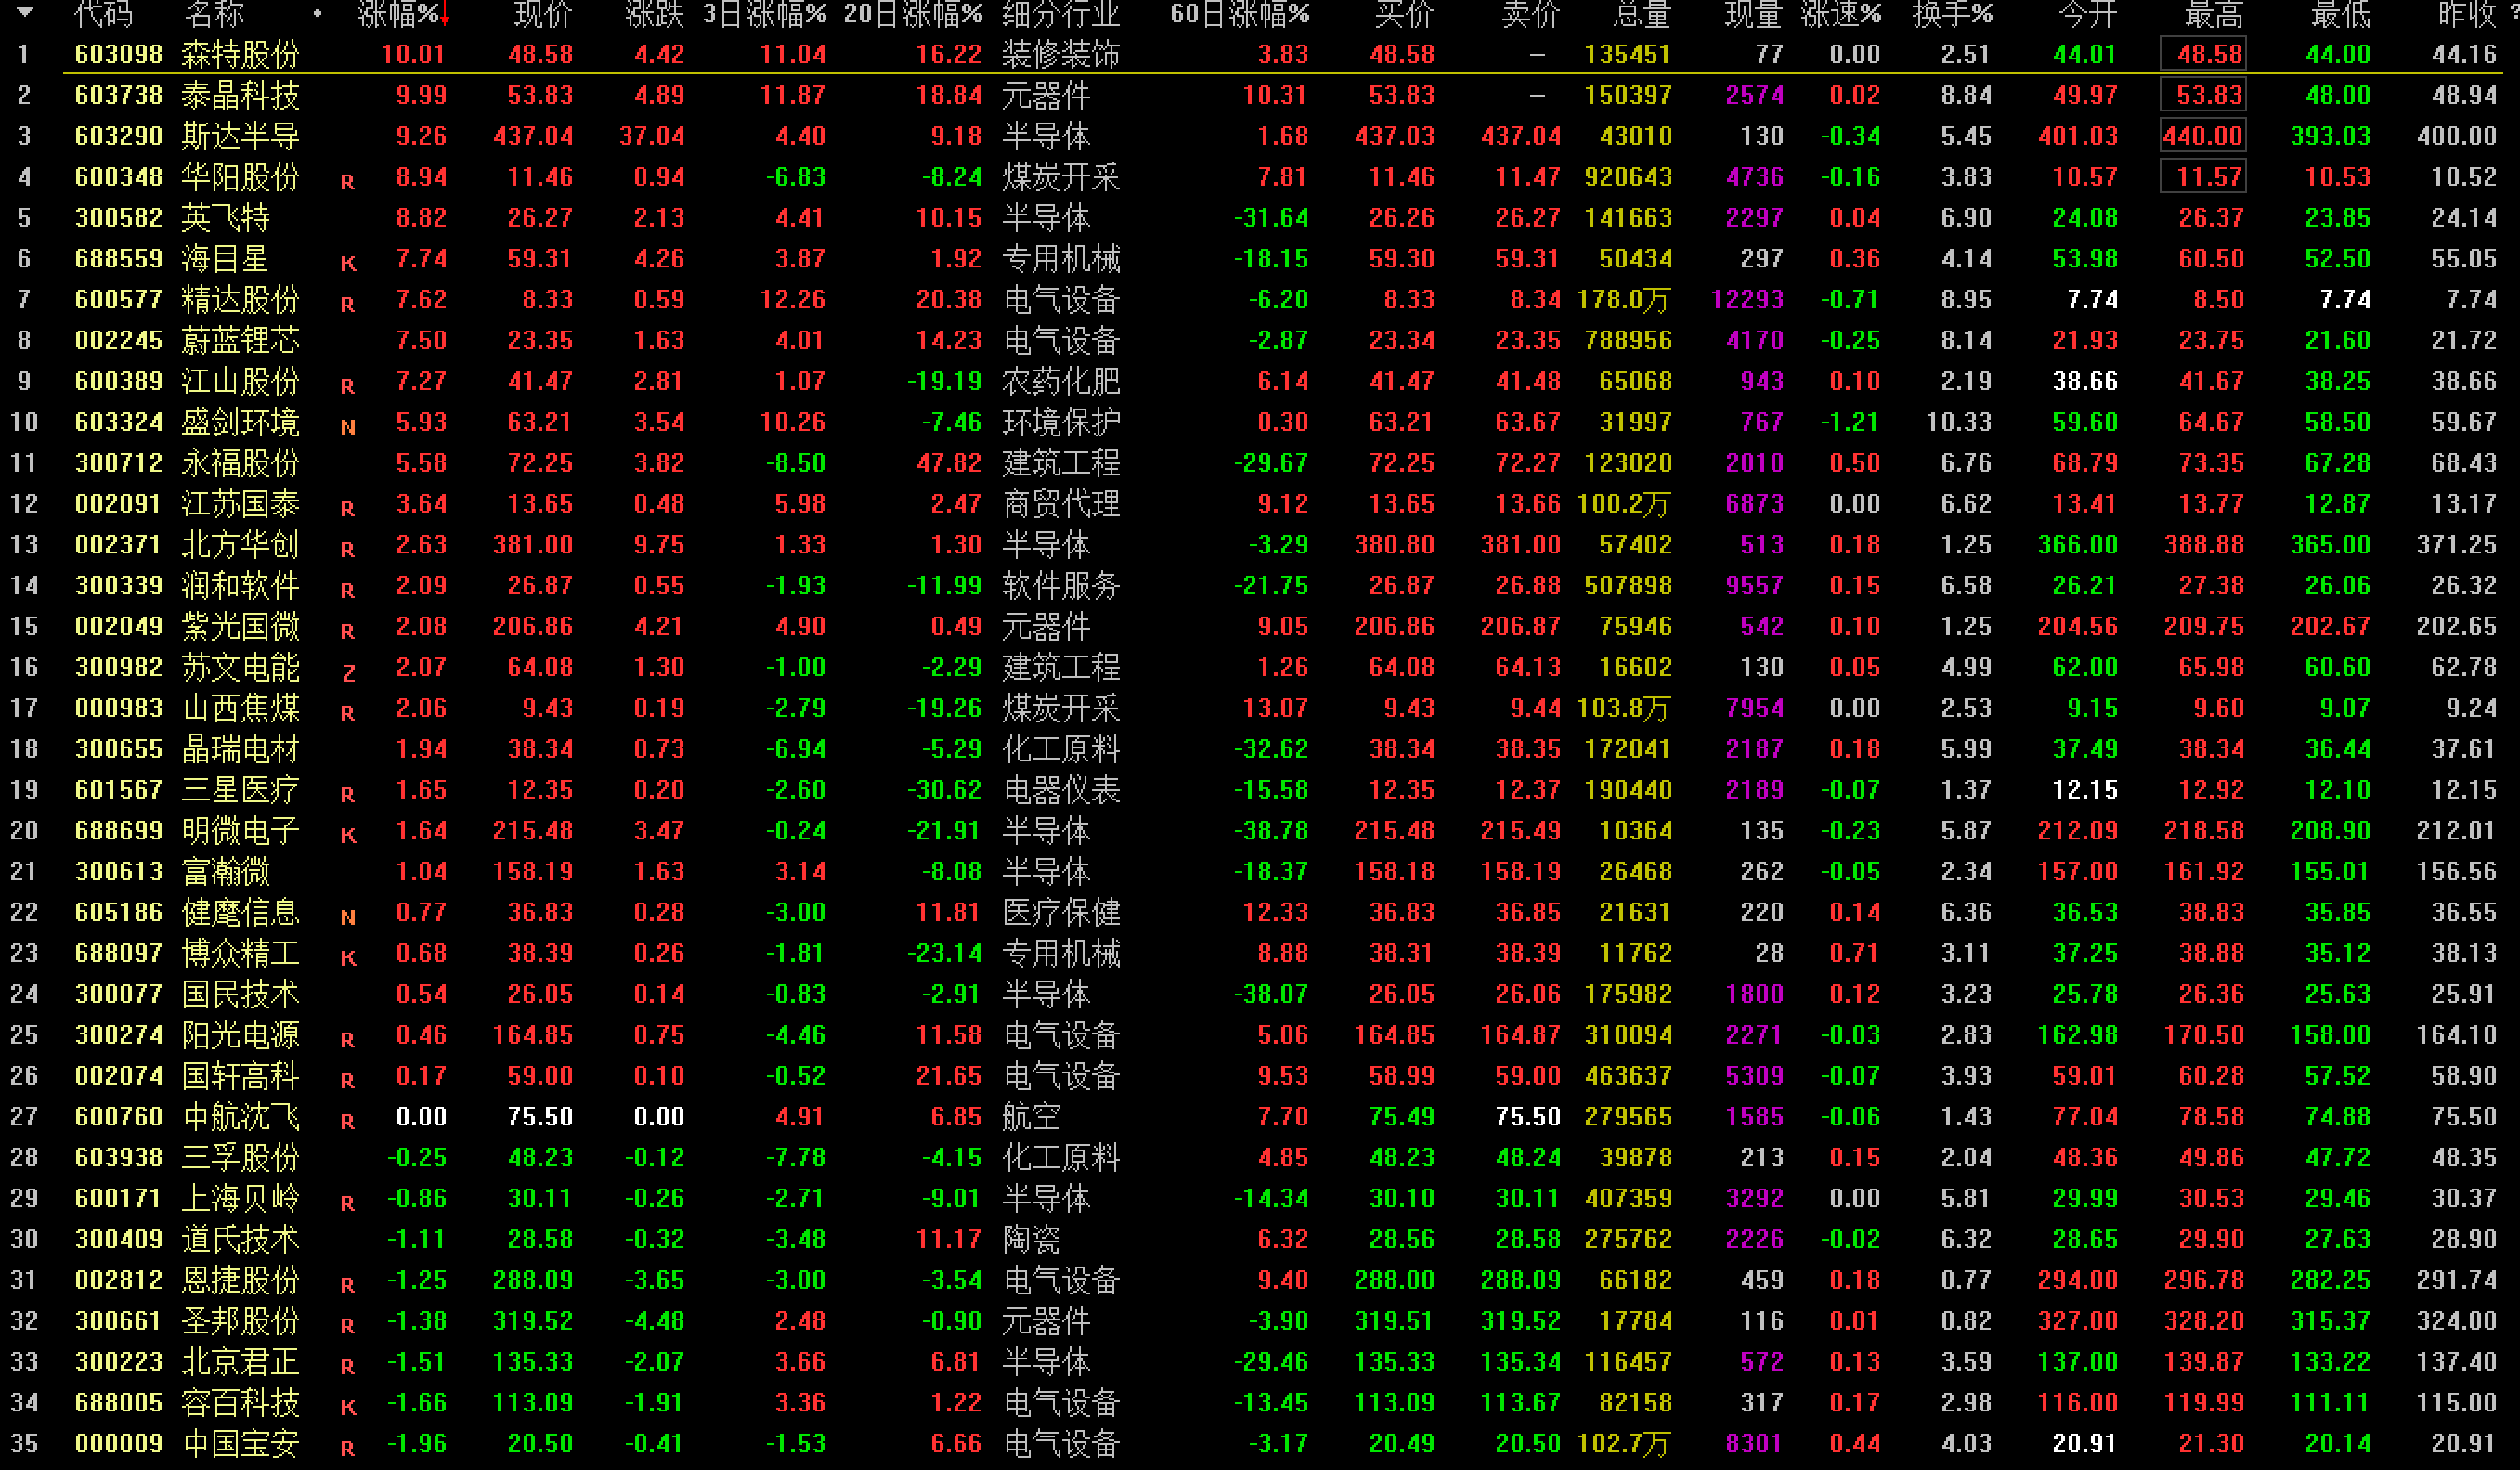 代码 名称 涨幅% 现价 涨跌 3日涨幅% 20日涨幅% 细分行业 60日涨幅% 买价 卖价 总量 现量 涨速% 换手% 今开 最高 最低 昨收
1 603098 森特股份 10.01 48.58 4.42 11.04 16.22 装修装饰 3.83 48.58 — 135451 77 0.00 2.51 44.01 48.58 44.00 44.16
2 603738 泰晶科技 9.99 53.83 4.89 11.87 18.84 元器件 10.31 53.83 — 150397 2574 0.02 8.84 49.97 53.83 48.00 48.94
3 603290 斯达半导 9.26 437.04 37.04 4.40 9.18 半导体 1.68 437.03 437.04 43010 130 -0.34 5.45 401.03 440.00 393.03 400.00
4 600348 华阳股份 R 8.94 11.46 0.94 -6.83 -8.24 煤炭开采 7.81 11.46 11.47 920643 4736 -0.16 3.83 10.57 11.57 10.53 10.52
5 300582 英飞特 8.82 26.27 2.13 4.41 10.15 半导体 -31.64 26.26 26.27 141663 2297 0.04 6.90 24.08 26.37 23.85 24.14
6 688559 海目星 K 7.74 59.31 4.26 3.87 1.92 专用机械 -18.15 59.30 59.31 50434 297 0.36 4.14 53.98 60.50 52.50 55.05
7 600577 精达股份 R 7.62 8.33 0.59 12.26 20.38 电气设备 -6.20 8.33 8.34 178.0万 12293 -0.71 8.95 7.74 8.50 7.74 7.74
8 002245 蔚蓝锂芯 7.50 23.35 1.63 4.01 14.23 电气设备 -2.87 23.34 23.35 788956 4170 -0.25 8.14 21.93 23.75 21.60 21.72
9 600389 江山股份 R 7.27 41.47 2.81 1.07 -19.19 农药化肥 6.14 41.47 41.48 65068 943 0.10 2.19 38.66 41.67 38.25 38.66
10 603324 盛剑环境 N 5.93 63.21 3.54 10.26 -7.46 环境保护 0.30 63.21 63.67 31997 767 -1.21 10.33 59.60 64.67 58.50 59.67
11 300712 永福股份 5.58 72.25 3.82 -8.50 47.82 建筑工程 -29.67 72.25 72.27 123020 2010 0.50 6.76 68.79 73.35 67.28 68.43
12 002091 江苏国泰 R 3.64 13.65 0.48 5.98 2.47 商贸代理 9.12 13.65 13.66 100.2万 6873 0.00 6.62 13.41 13.77 12.87 13.17
13 002371 北方华创 R 2.63 381.00 9.75 1.33 1.30 半导体 -3.29 380.80 381.00 57402 513 0.18 1.25 366.00 388.88 365.00 371.25
14 300339 润和软件 R 2.09 26.87 0.55 -1.93 -11.99 软件服务 -21.75 26.87 26.88 507898 9557 0.15 6.58 26.21 27.38 26.06 26.32
15 002049 紫光国微 R 2.08 206.86 4.21 4.90 0.49 元器件 9.05 206.86 206.87 75946 542 0.10 1.25 204.56 209.75 202.67 202.65
16 300982 苏文电能 Z 2.07 64.08 1.30 -1.00 -2.29 建筑工程 1.26 64.08 64.13 16602 130 0.05 4.99 62.00 65.98 60.60 62.78
17 000983 山西焦煤 R 2.06 9.43 0.19 -2.79 -19.26 煤炭开采 13.07 9.43 9.44 103.8万 7954 0.00 2.53 9.15 9.60 9.07 9.24
18 300655 晶瑞电材 1.94 38.34 0.73 -6.94 -5.29 化工原料 -32.62 38.34 38.35 172041 2187 0.18 5.99 37.49 38.34 36.44 37.61
19 601567 三星医疗 R 1.65 12.35 0.20 -2.60 -30.62 电器仪表 -15.58 12.35 12.37 190440 2189 -0.07 1.37 12.15 12.92 12.10 12.15
20 688699 明微电子 K 1.64 215.48 3.47 -0.24 -21.91 半导体 -38.78 215.48 215.49 10364 135 -0.23 5.87 212.09 218.58 208.90 212.01
21 300613 富瀚微 1.04 158.19 1.63 3.14 -8.08 半导体 -18.37 158.18 158.19 26468 262 -0.05 2.34 157.00 161.92 155.01 156.56
22 605186 健麾信息 N 0.77 36.83 0.28 -3.00 11.81 医疗保健 12.33 36.83 36.85 21631 220 0.14 6.36 36.53 38.83 35.85 36.55
23 688097 博众精工 K 0.68 38.39 0.26 -1.81 -23.14 专用机械 8.88 38.31 38.39 11762 28 0.71 3.11 37.25 38.88 35.12 38.13
24 300077 国民技术 0.54 26.05 0.14 -0.83 -2.91 半导体 -38.07 26.05 26.06 175982 1800 0.12 3.23 25.78 26.36 25.63 25.91
25 300274 阳光电源 R 0.46 164.85 0.75 -4.46 11.58 电气设备 5.06 164.85 164.87 310094 2271 -0.03 2.83 162.98 170.50 158.00 164.10
26 002074 国轩高科 R 0.17 59.00 0.10 -0.52 21.65 电气设备 9.53 58.99 59.00 463637 5309 -0.07 3.93 59.01 60.28 57.52 58.90
27 600760 中航沈飞 R 0.00 75.50 0.00 4.91 6.85 航空 7.70 75.49 75.50 279565 1585 -0.06 1.43 77.04 78.58 74.88 75.50
28 603938 三孚股份 -0.25 48.23 -0.12 -7.78 -4.15 化工原料 4.85 48.23 48.24 39878 213 0.15 2.04 48.36 49.86 47.72 48.35
29 600171 上海贝岭 R -0.86 30.11 -0.26 -2.71 -9.01 半导体 -14.34 30.10 30.11 407359 3292 0.00 5.81 29.99 30.53 29.46 30.37
30 300409 道氏技术 -1.11 28.58 -0.32 -3.48 11.17 陶瓷 6.32 28.56 28.58 275762 2226 -0.02 6.32 28.65 29.90 27.63 28.90
31 002812 恩捷股份 R -1.25 288.09 -3.65 -3.00 -3.54 电气设备 9.40 288.00 288.09 66182 459 0.18 0.77 294.00 296.78 282.25 291.74
32 300661 圣邦股份 R -1.38 319.52 -4.48 2.48 -0.90 元器件 -3.90 319.51 319.52 17784 116 0.01 0.82 327.00 328.20 315.37 324.00
33 300223 北京君正 R -1.51 135.33 -2.07 3.66 6.81 半导体 -29.46 135.33 135.34 116457 572 0.13 3.59 137.00 139.87 133.22 137.40
34 688005 容百科技 K -1.66 113.09 -1.91 3.36 1.22 电气设备 -13.45 113.09 113.67 82158 317 0.17 2.98 116.00 119.99 111.11 115.00
35 000009 中国宝安 R -1.96 20.50 -0.41 -1.53 6.66 电气设备 -3.17 20.49 20.50 102.7万 8301 0.44 4.03 20.91 21.30 20.14 20.91